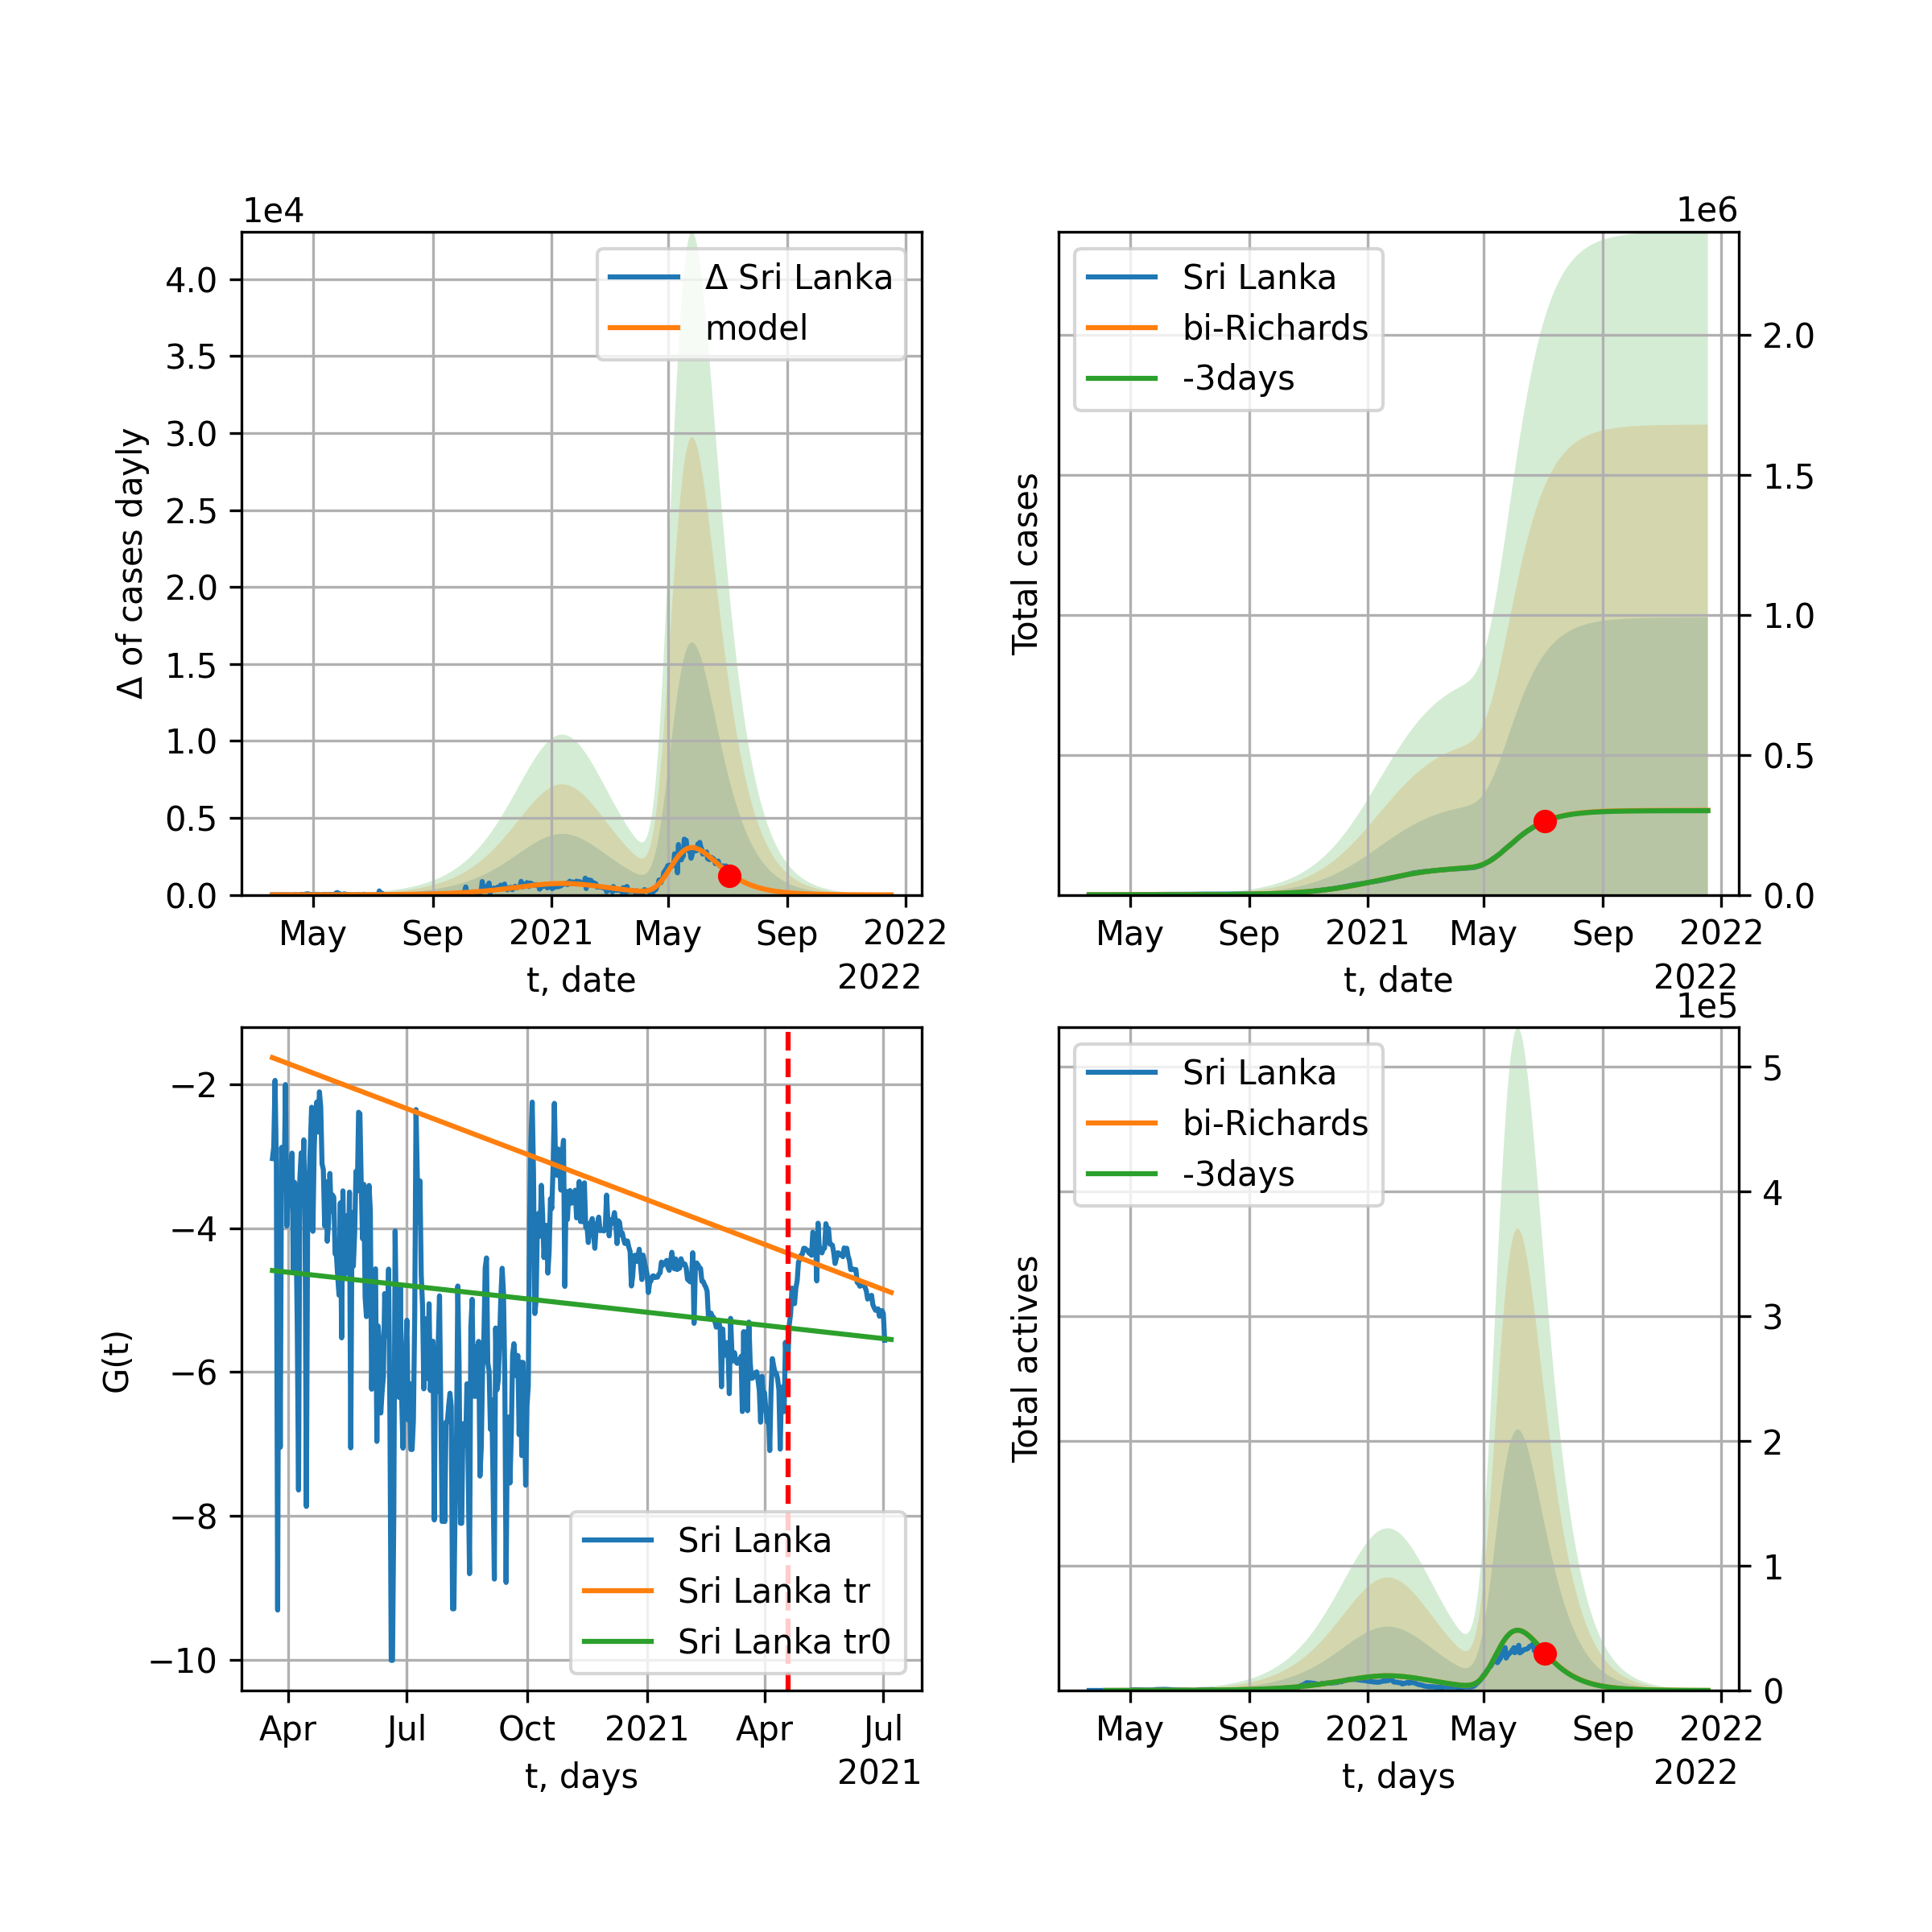 1e4
Δ of cases dayly
4.0
3.5
3.0
2.5
2.0
1.5
1.0
0.5
0.0
Δ Sri Lanka
model
May Sep 2021 May Sep 2022
t, date
2022
1e6
Total cases
Sri Lanka
bi-Richards
-3days
2.0
1.5
1.0
0.5
0.0
May Sep 2021 May Sep 2022
t, date
2022
G(t)
−2
−4
−6
−8
−10
Sri Lanka
Sri Lanka tr
Sri Lanka tr0
Apr Jul Oct 2021 Apr Jul
t, days
2021
1e5
Total actives
Sri Lanka
bi-Richards
-3days
5
4
3
2
1
0
May Sep 2021 May Sep 2022
t, days
2022